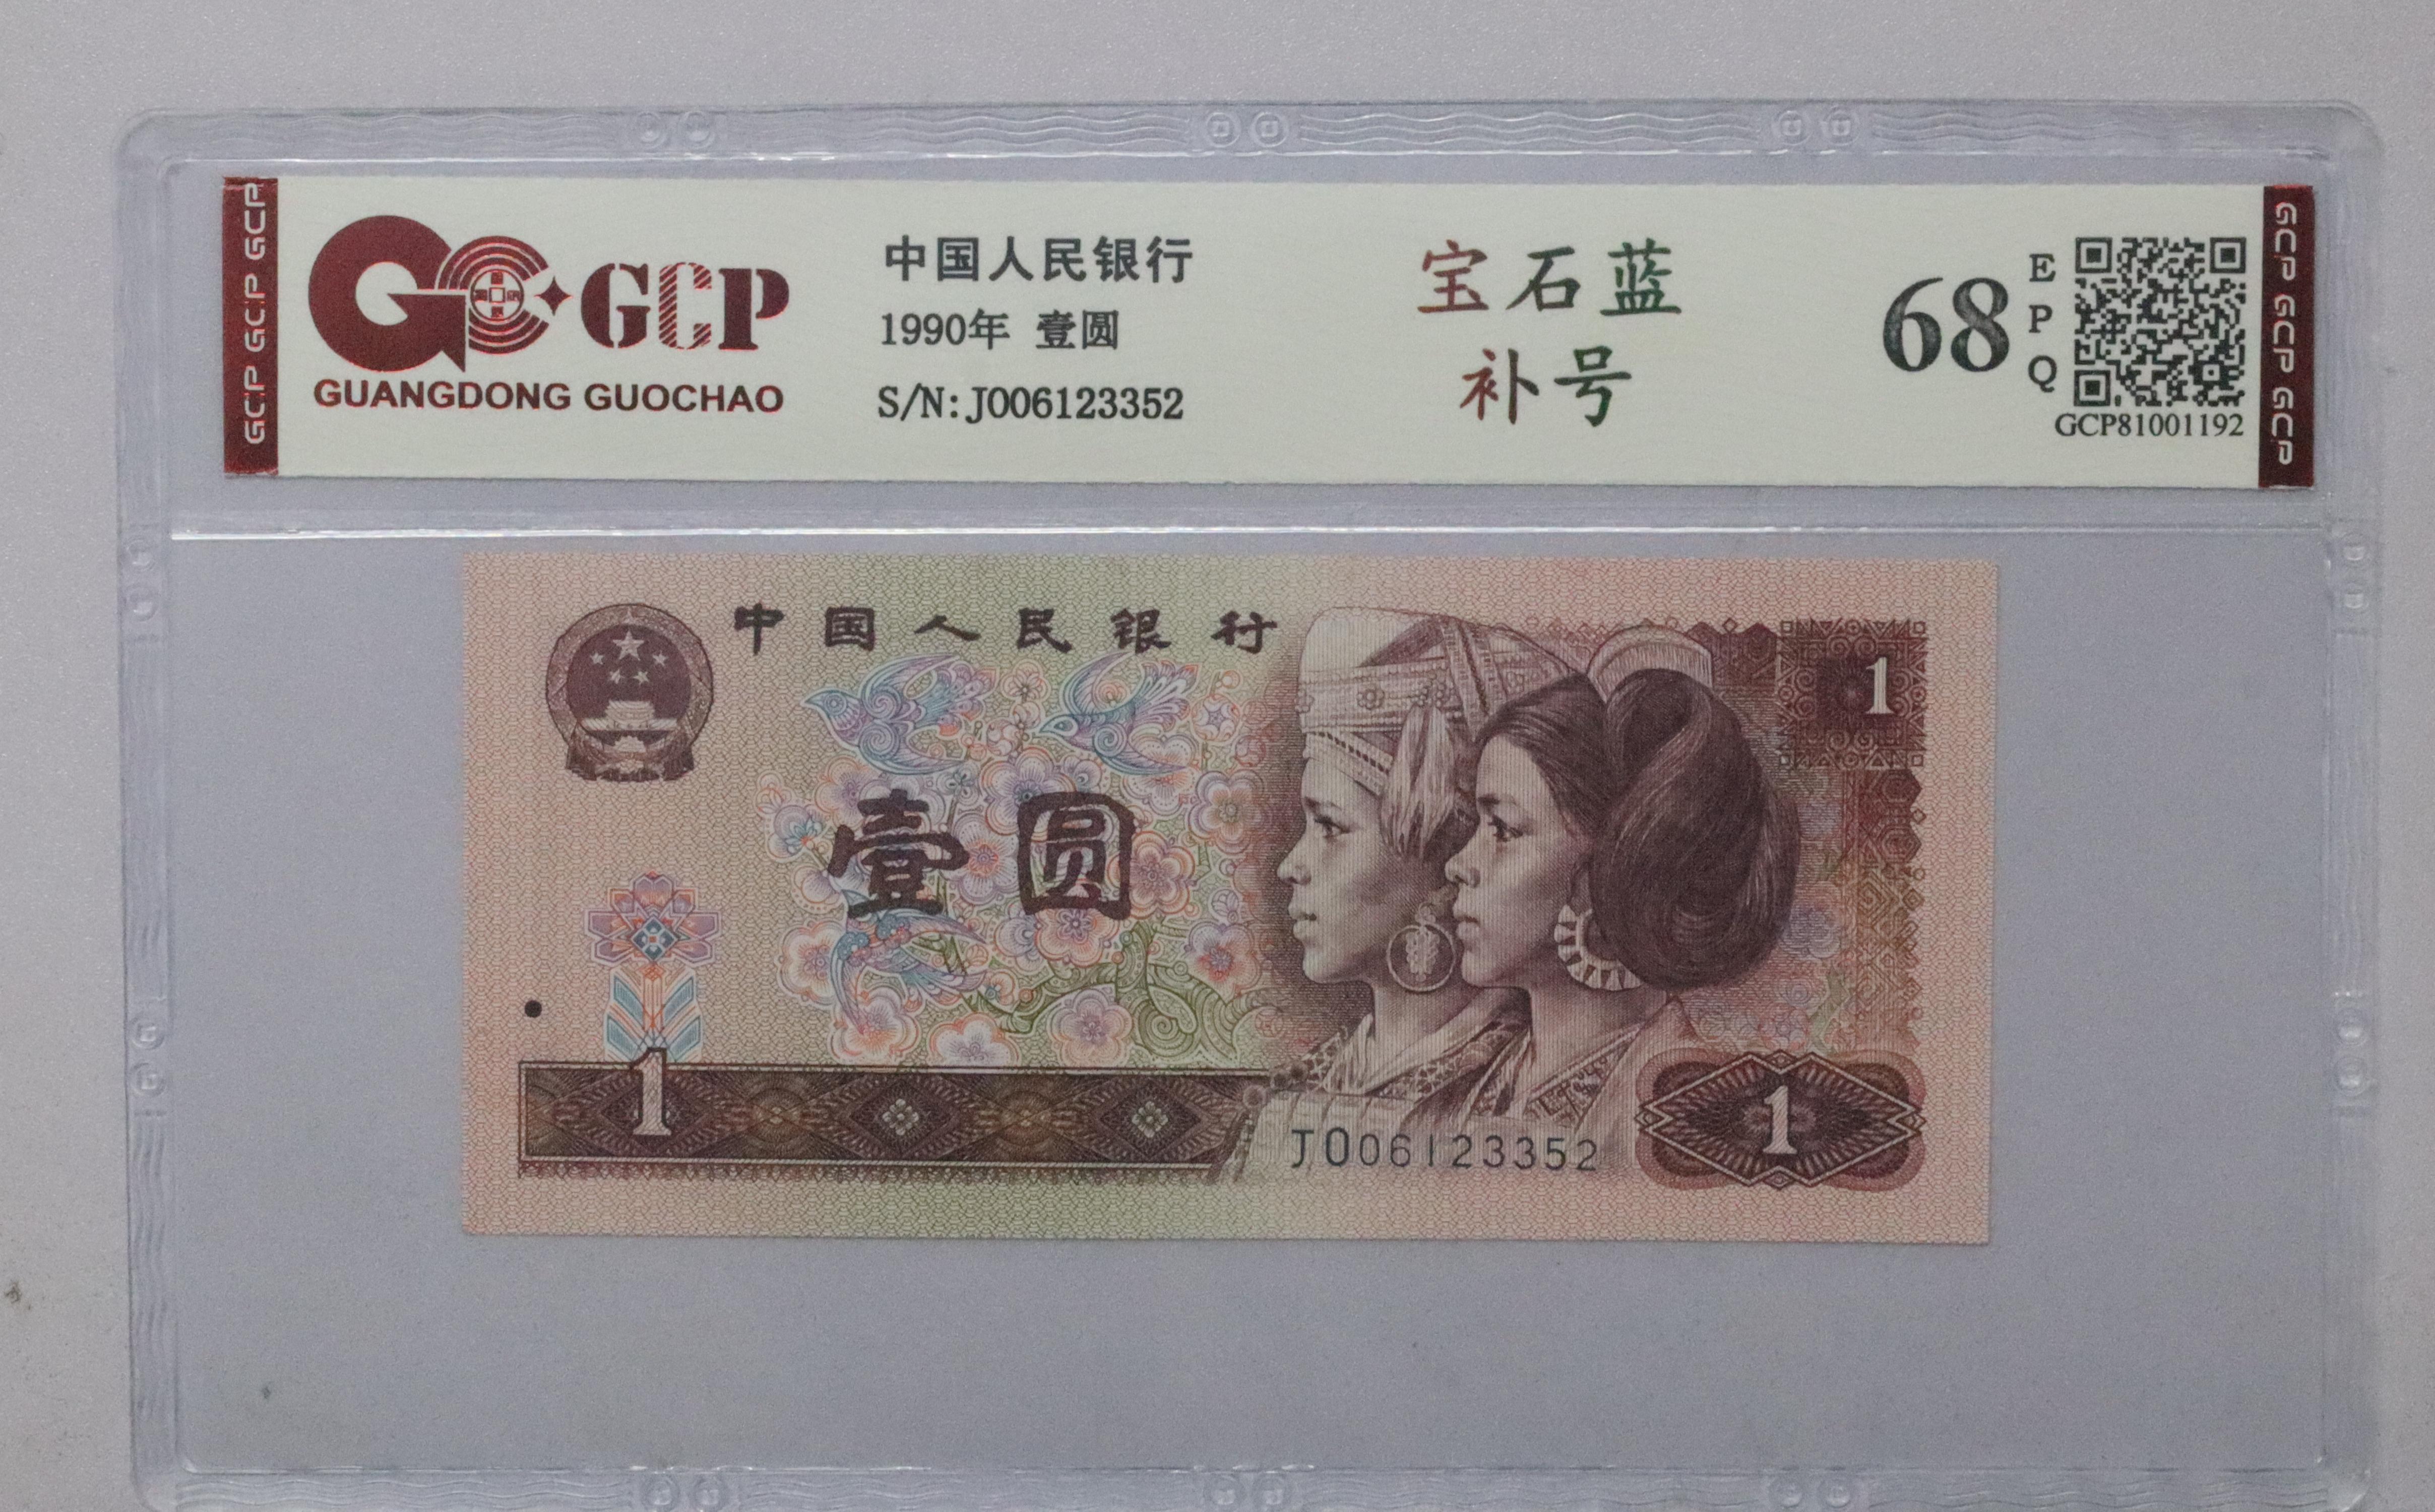 GCP GCP GCP
GCP
GUANGDONG GUOCHAO
中国人民银行
1990年 壹圆
S/N:J006123352
宝石蓝
补号
68
E
P
Q
GCP81001192
GCP GCP GCP
中国人民银行
1
壹圆
1
J006123352
1